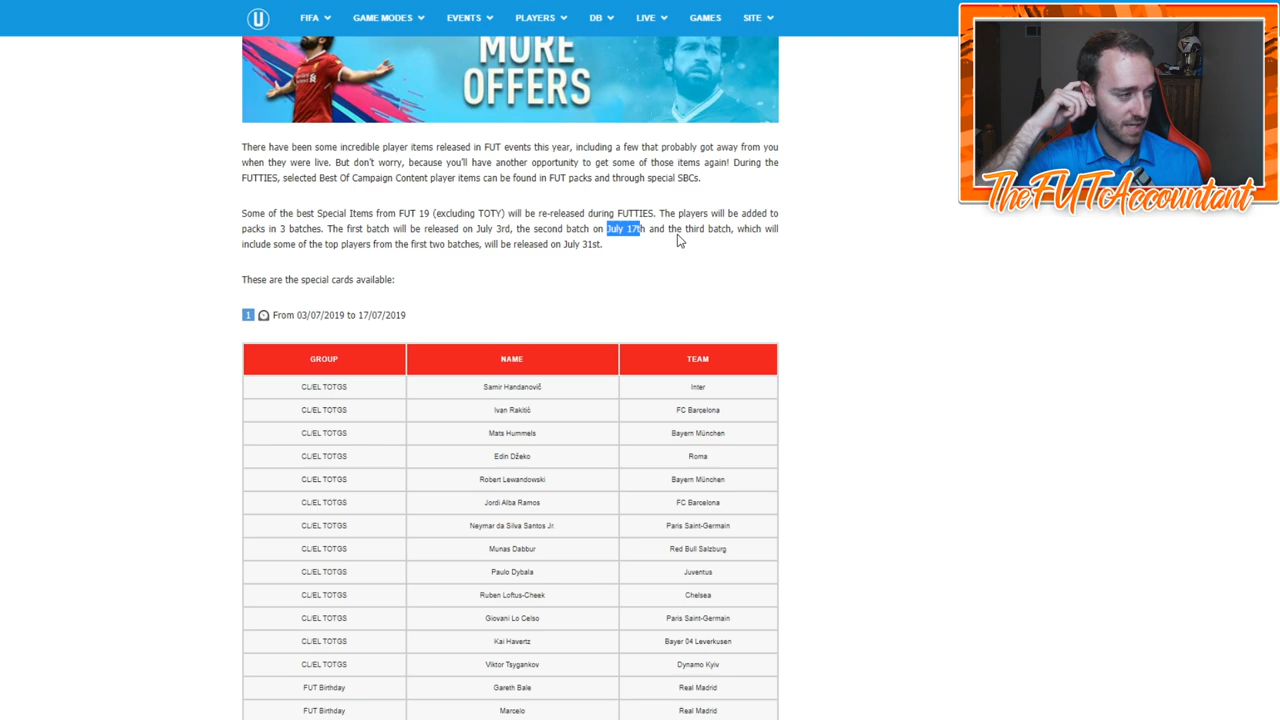 U FIFA GAME MODES EVENTS PLAYERS DB LIVE GAMES SITE
MORE
OFFERS
There have been some incredible player items released in FUT events this year, including a few that probably got away from you
when they were live. But don't worry, because you'll have another opportunity to get some of those items again! During the
FUTTIES, selected Best Of Campaign Content player items can be found in FUT packs and through special SBCs.
Some of the best Special Items from FUT 19 (excluding TOTY) will be re-released during FUTTIES. The players will be added to
packs in 3 batches. The first batch will be released on July 3rd, the second batch on July 17th and the third batch, which will
include some of the top players from the first two batches, will be released on July 31st.
These are the special cards available:
1 From 03/07/2019 to 17/07/2019
GROUP NAME TEAM
CL/EL TOTGS Samir Handanovič Inter
CL/EL TOTGS Ivan Rakitić FC Barcelona
CL/EL TOTGS Mats Hummels Bayern München
CL/EL TOTGS Edin Džeko Roma
CL/EL TOTGS Robert Lewandowski Bayern München
CL/EL TOTGS Jordi Alba Ramos FC Barcelona
CL/EL TOTGS Neymar da Silva Santos Jr. Paris Saint-Germain
CL/EL TOTGS Munas Dabbur Red Bull Salzburg
CL/EL TOTGS Paulo Dybala Juventus
CL/EL TOTGS Ruben Loftus-Cheek Chelsea
CL/EL TOTGS Giovani Lo Celso Paris Saint-Germain
CL/EL TOTGS Kai Havertz Bayer 04 Leverkusen
CL/EL TOTGS Viktor Tsygankov Dynamo Kyiv
FUT Birthday Gareth Bale Real Madrid
FUT Birthday Marcelo Real Madrid
TheFUTAccountant